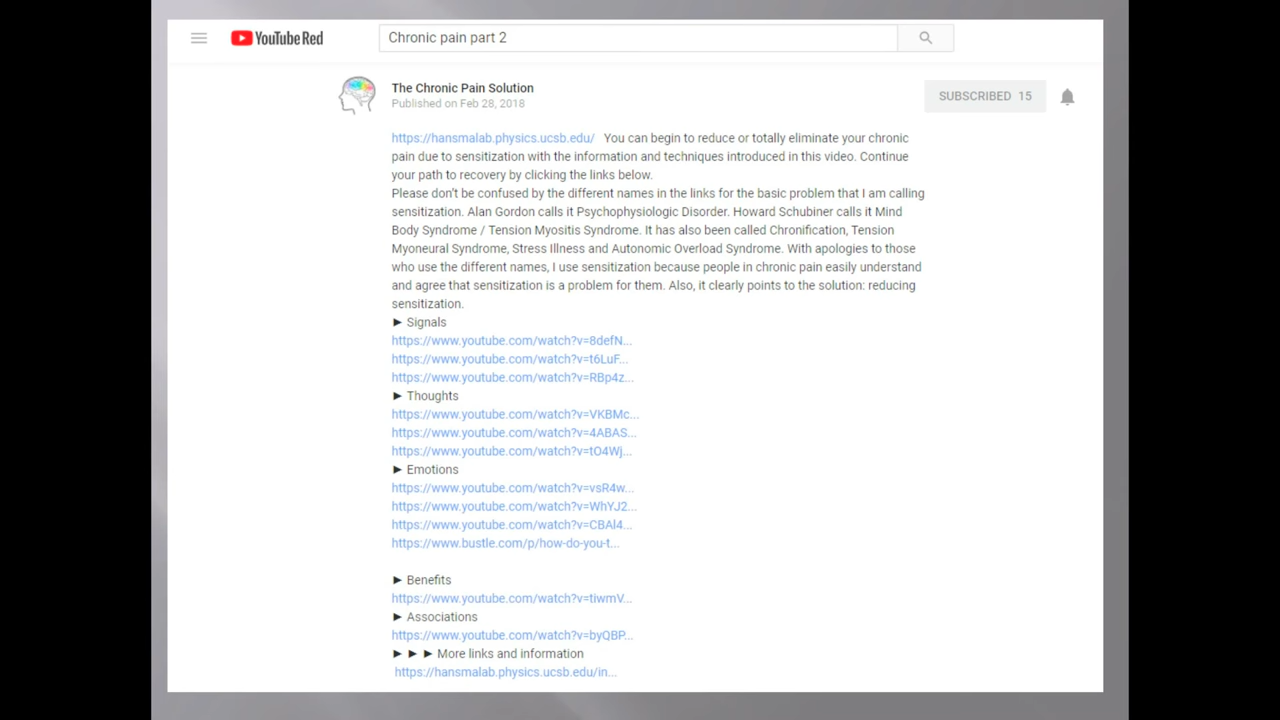 YouTube Red
Chronic pain part 2
The Chronic Pain Solution
Published on Feb 28, 2018
SUBSCRIBED 15
https://hansmalab.physics.ucsb.edu/ You can begin to reduce or totally eliminate your chronic
pain due to sensitization with the information and techniques introduced in this video. Continue
your path to recovery by clicking the links below.
Please don't be confused by the different names in the links for the basic problem that I am calling
sensitization. Alan Gordon calls it Psychophysiologic Disorder. Howard Schubiner calls it Mind
Body Syndrome / Tension Myositis Syndrome. It has also been called Chronification, Tension
Myoneural Syndrome, Stress Illness and Autonomic Overload Syndrome. With apologies to those
who use the different names, I use sensitization because people in chronic pain easily understand
and agree that sensitization is a problem for them. Also, it clearly points to the solution: reducing
sensitization.
► Signals
https://www.youtube.com/watch?v=8defN...
https://www.youtube.com/watch?v=t6LuF...
https://www.youtube.com/watch?v=RBp4z...
► Thoughts
https://www.youtube.com/watch?v=VKBMc...
https://www.youtube.com/watch?v=4ABAS...
https://www.youtube.com/watch?v=tO4Wj...
► Emotions
https://www.youtube.com/watch?v=vsR4w...
https://www.youtube.com/watch?v=WhYJ2...
https://www.youtube.com/watch?v=CBAl4...
https://www.bustle.com/p/how-do-you-t...
► Benefits
https://www.youtube.com/watch?v=tiwmV...
► Associations
https://www.youtube.com/watch?v=byQBP...
► ► ► More links and information
https://hansmalab.physics.ucsb.edu/in...